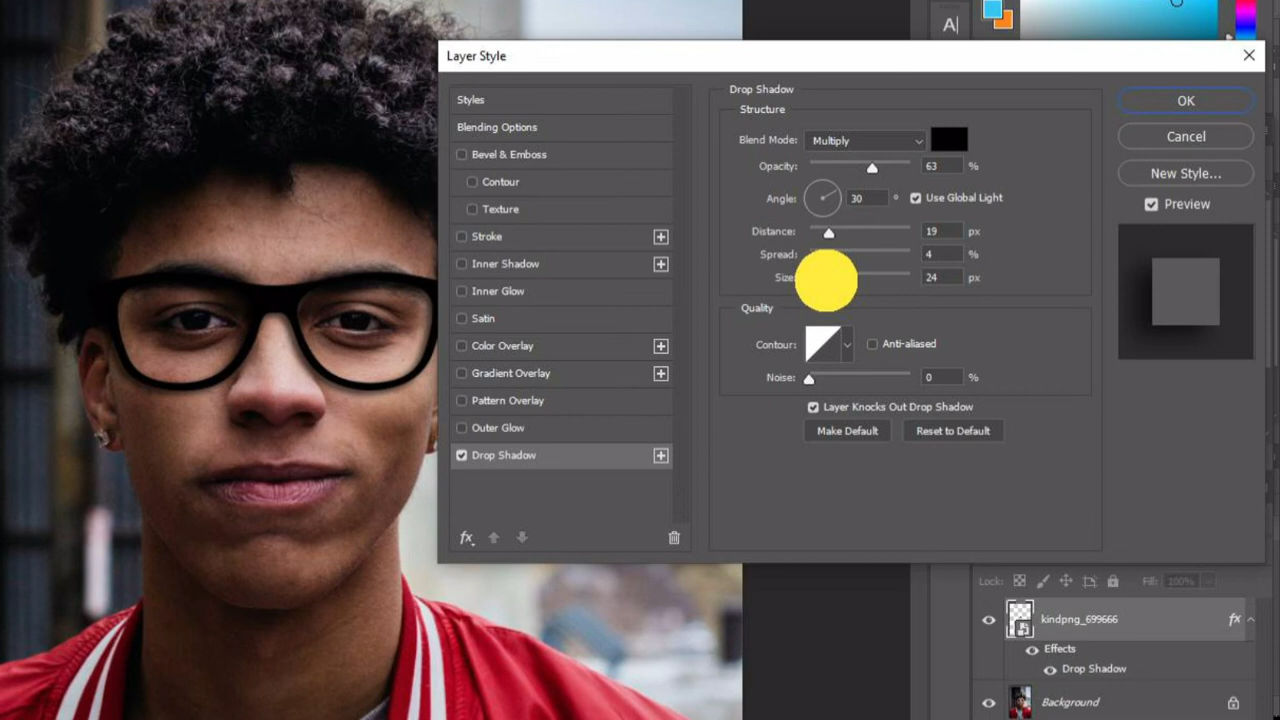 A|
Layer Style
Styles
Blending Options
Bevel & Emboss
Contour
Texture
Stroke
Inner Shadow
Inner Glow
Satin
Color Overlay
Gradient Overlay
Pattern Overlay
Outer Glow
Drop Shadow
fx
Drop Shadow
Structure
Blend Mode: Multiply
Opacity: 63 %
Angle: 30 ° Use Global Light
Distance: 19 px
Spread: 4 %
Size: 24 px
Quality
Contour: Anti-aliased
Noise: 0 %
Layer Knocks Out Drop Shadow
Make Default Reset to Default
OK
Cancel
New Style...
Preview
Lock: Fill: 100%
kindpng_699666 fx
Effects
Drop Shadow
Background